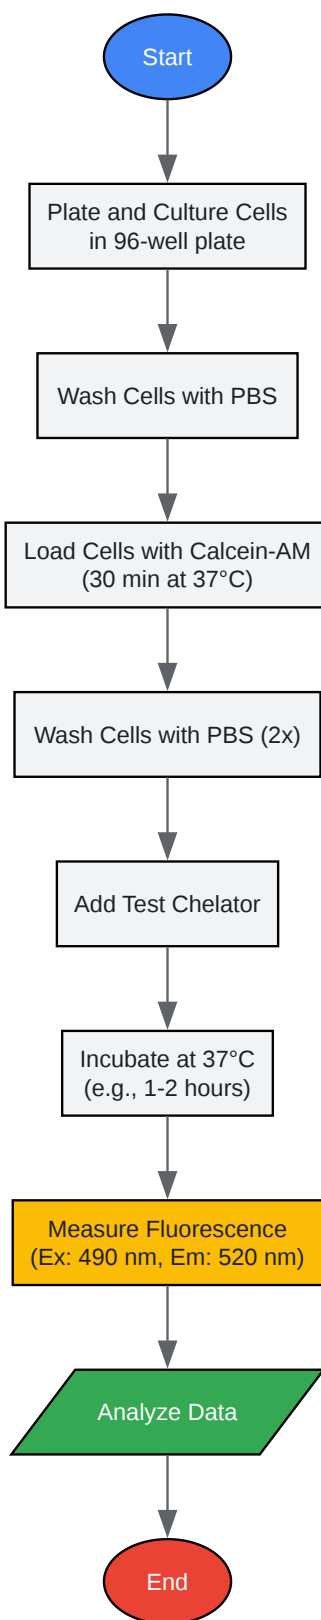 Start
Plate and Culture Cells
in 96-well plate
Wash Cells with PBS
Load Cells with Calcein-AM
(30 min at 37°C)
Wash Cells with PBS (2x)
Add Test Chelator
Incubate at 37°C
(e.g., 1-2 hours)
Measure Fluorescence
(Ex: 490 nm, Em: 520 nm)
Analyze Data
End